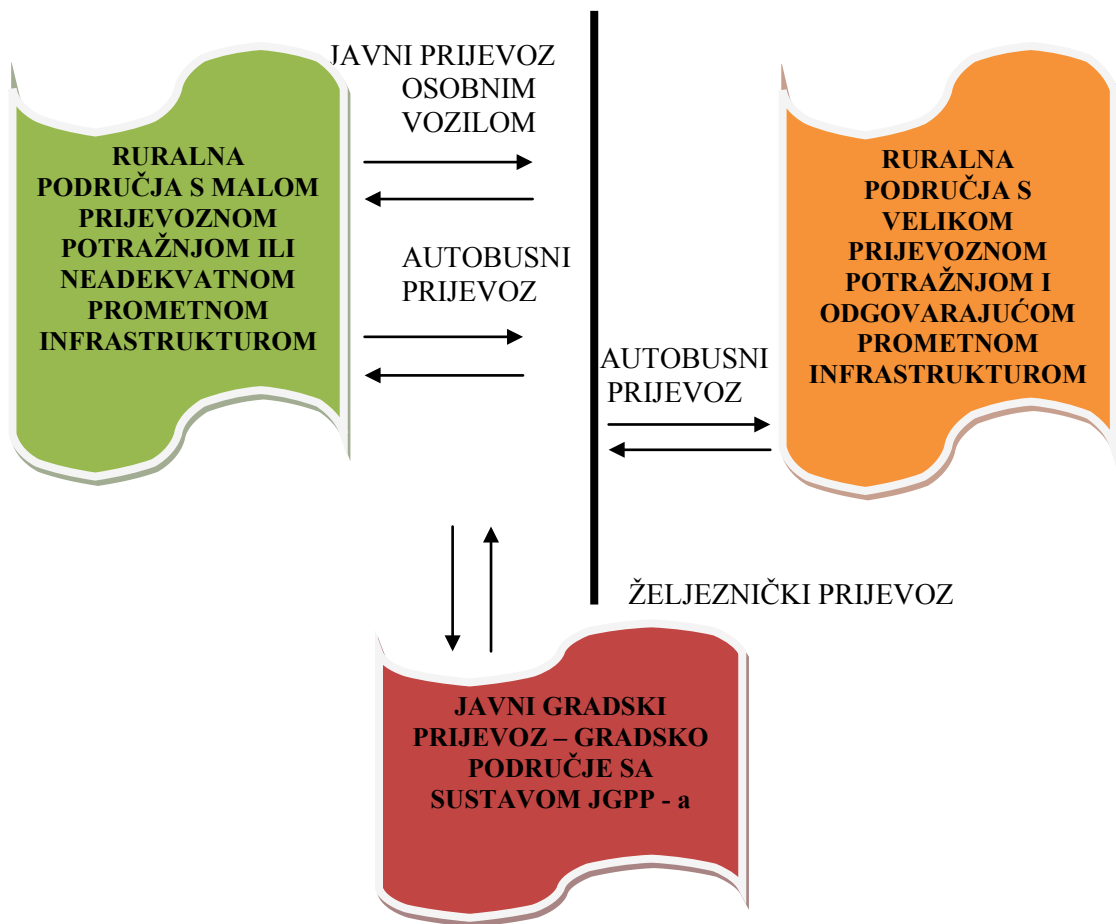 JAVNI PRIJEVOZ
OSOBNIM
VOZILOM
RURALNA
PODRUČJA S MALOM
PRIJEVOZNOM
POTRAŽNJOM ILI
NEADEKVATNOM
PROMETNOM
INFRASTRUKTUROM
AUTOBUSNI
PRIJEVOZ
RURALNA
PODRUČJA S
VELIKOM
PRIJEVOZNOM
POTRAŽNJOM I
ODGOVARAJUĆOM
PROMETNOM
INFRASTRUKTUROM
AUTOBUSNI
PRIJEVOZ
ŽELJEZNIČKI PRIJEVOZ
JAVNI GRADSKI
PRIJEVOZ – GRADSKO
PODRUČJE SA
SUSTAVOM JGPP - a